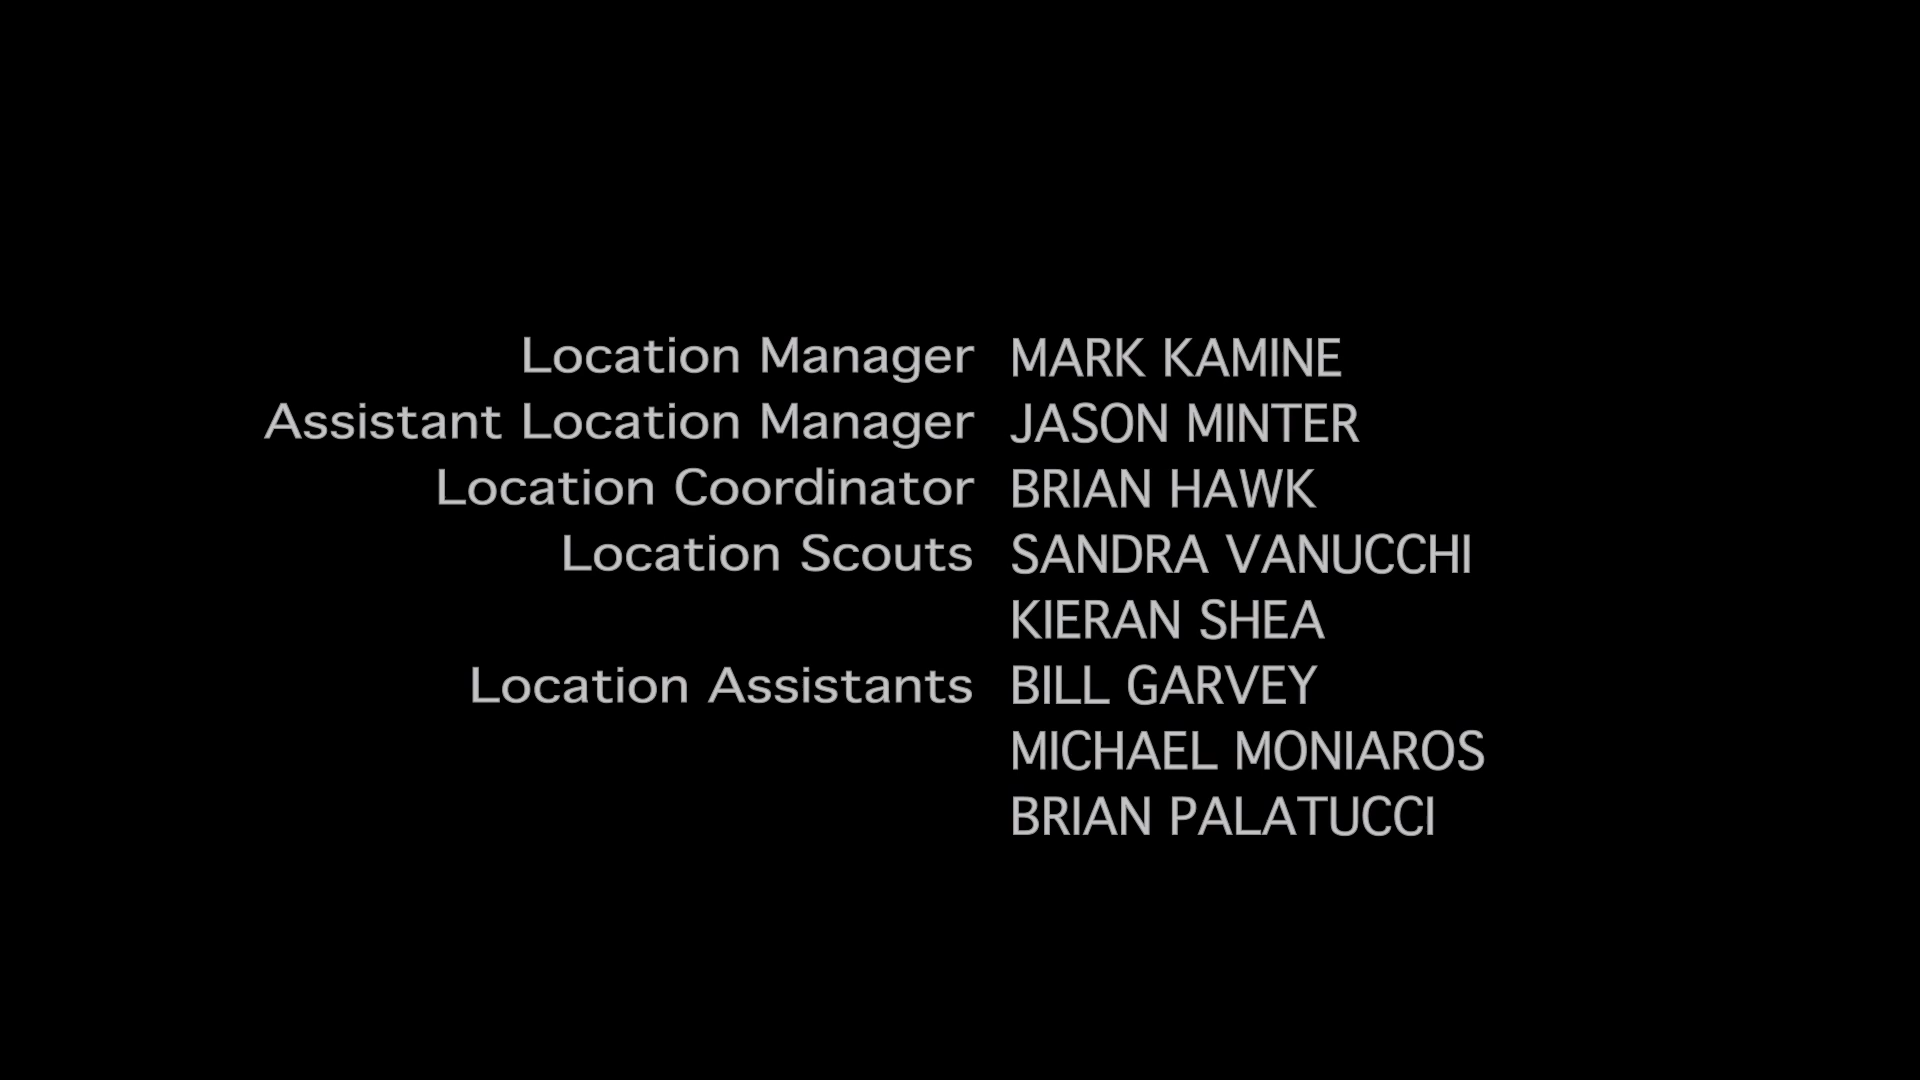 Location Manager MARK KAMINE
Assistant Location Manager JASON MINTER
Location Coordinator BRIAN HAWK
Location Scouts SANDRA VANUCCHI
KIERAN SHEA
Location Assistants BILL GARVEY
MICHAEL MONIAROS
BRIAN PALATUCCI